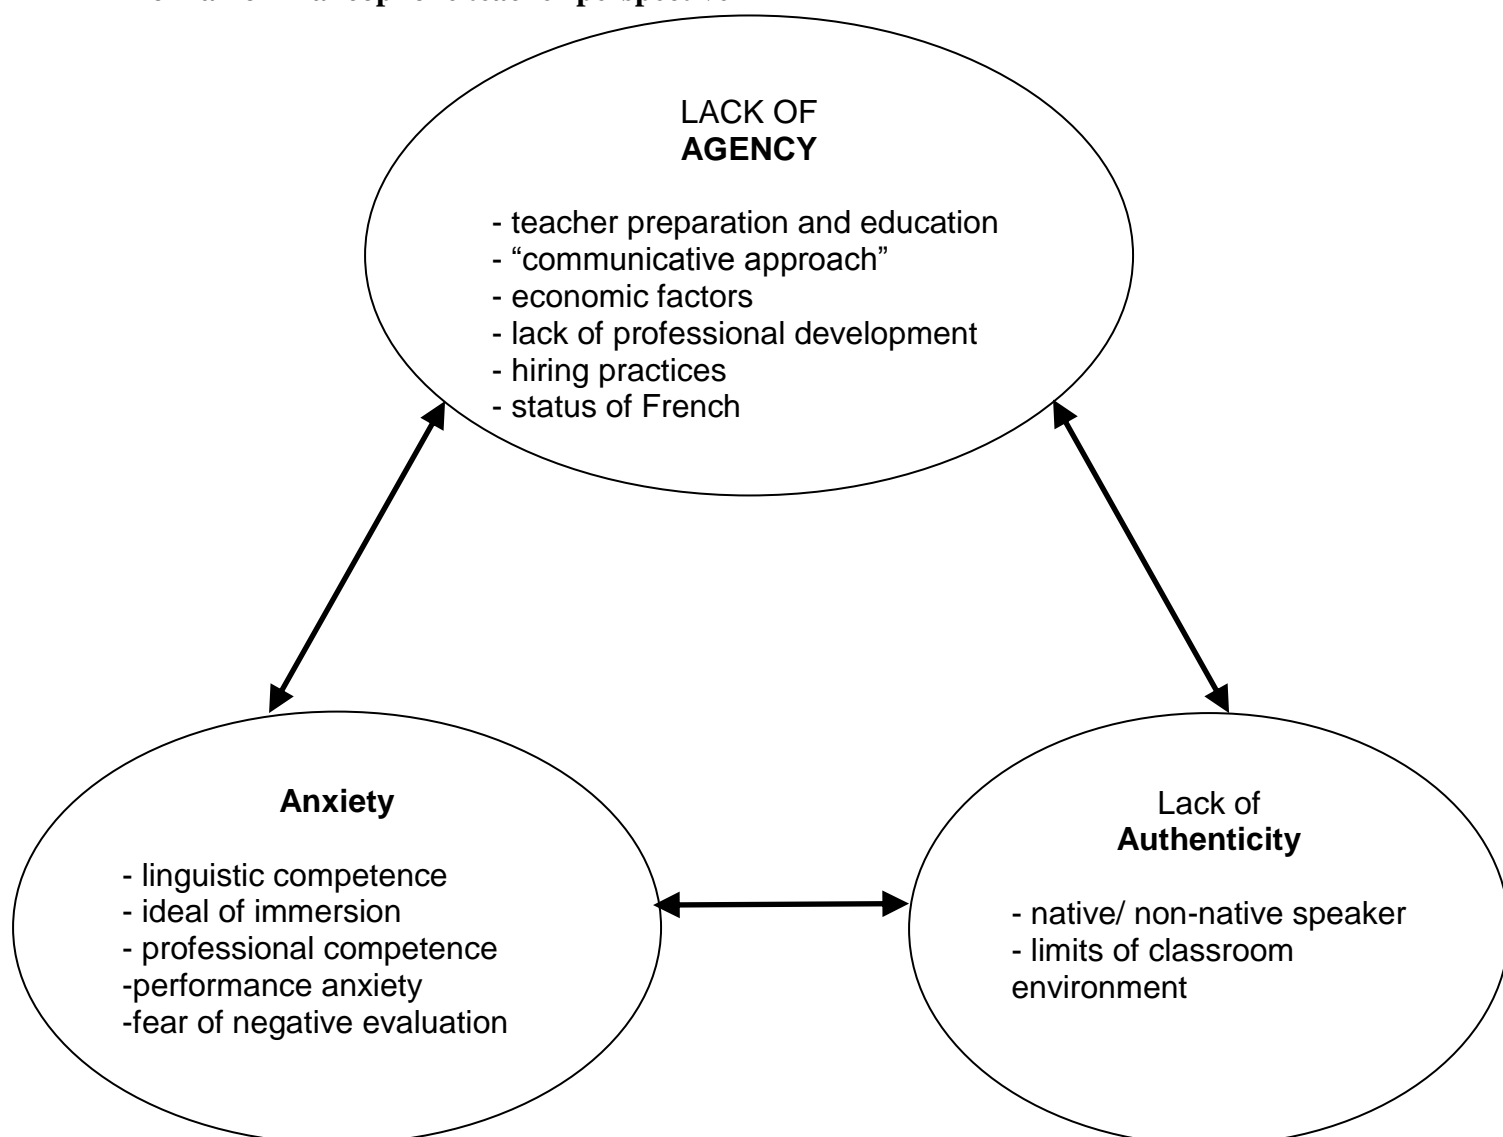 teacher perspective
LACK OF
AGENCY
- teacher preparation and education
- “communicative approach”
- economic factors
- lack of professional development
- hiring practices
- status of French
Anxiety
- linguistic competence
- ideal of immersion
- professional competence
-performance anxiety
-fear of negative evaluation
Lack of
Authenticity
- native/ non-native speaker
- limits of classroom
environment